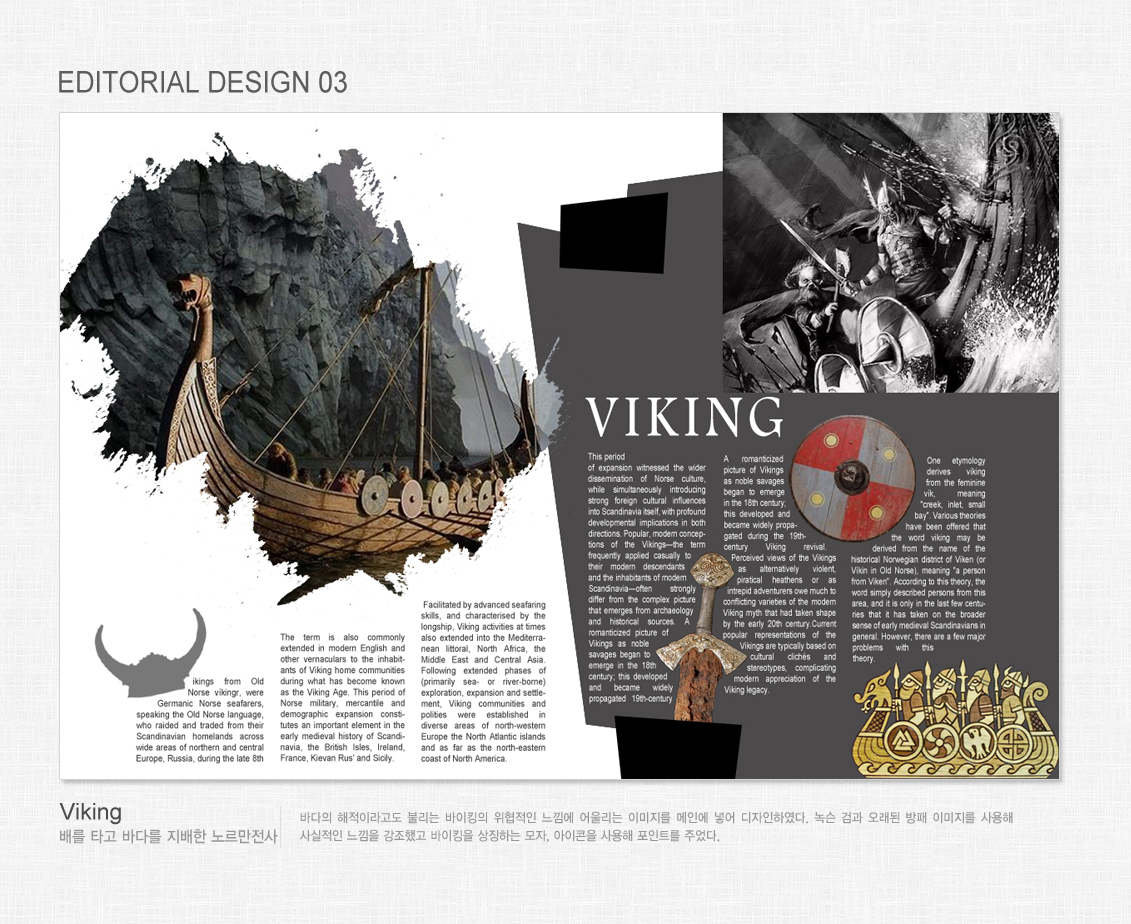 EDITORIAL DESIGN 03
ikings from Old
Norse víkingr, were
Germanic Norse seafarers,
speaking the Old Norse language,
who raided and traded from their
Scandinavian homelands across
wide areas of northern and central
Europe, Russia, during the late 8th
The term is also commonly
extended in modern English and
other vernaculars to the inhabit-
ants of Viking home communities
during what has become known
as the Viking Age. This period of
Norse military, mercantile and
demographic expansion consti-
tutes an important element in the
early medieval history of Scandi-
navia, the British Isles, Ireland,
France, Kievan Rus' and Sicily.
Facilitated by advanced seafaring
skills, and characterised by the
longship, Viking activities at times
also extended into the Mediterra-
nean littoral, North Africa, the
Middle East and Central Asia.
Following extended phases of
(primarily sea- or river-borne)
exploration, expansion and settle-
ment, Viking communities and
polities were established in
diverse areas of north-western
Europe the North Atlantic islands
and as far as the north-eastern
coast of North America.
VIKING
This period
of expansion witnessed the wider
dissemination of Norse culture,
while simultaneously introducing
strong foreign cultural influences
into Scandinavia itself, with profound
developmental implications in both
directions. Popular, modern concep-
tions of the Vikings—the term
frequently applied casually to
their modern descendants
and the inhabitants of modern
Scandinavia—often strongly
differ from the complex picture
that emerges from archaeology
and historical sources. A
romanticized picture of
Vikings as noble
savages began to
emerge in the 18th
century; this developed
and became widely
propagated 19th-century
A romanticized
picture of Vikings
as noble savages
began to emerge
in the 18th century;
this developed and
became widely propa-
gated during the 19th-
century Viking revival.
Perceived views of the Vikings
as alternatively violent,
piratical heathens or as
intrepid adventurers owe much to
conflicting varieties of the modern
Viking myth that had taken shape
by the early 20th century.Current
popular representations of the
Vikings are typically based on
cultural clichés and
stereotypes, complicating
modern appreciation of the
Viking legacy.
One etymology
derives viking
from the feminine
vik, meaning
"creek, inlet, small
bay". Various theories
have been offered that
the word viking may be
derived from the name of the
historical Norwegian district of Viken (or
Víkin in Old Norse), meaning "a person
from Viken". According to this theory, the
word simply described persons from this
area, and it is only in the last few centu-
ries that it has taken on the broader
sense of early medieval Scandinavians in
general. However, there are a few major
problems with this
theory.
Viking
배를 타고 바다를 지배한 노르만전사
바다의 해적이라고도 불리는 바이킹의 위협적인 느낌에 어울리는 이미지를 메인에 넣어 디자인하였다. 녹슨 검과 오래된 방패 이미지를 사용해
사실적인 느낌을 강조했고 바이킹을 상징하는 모자, 아이콘을 사용해 포인트를 주었다.